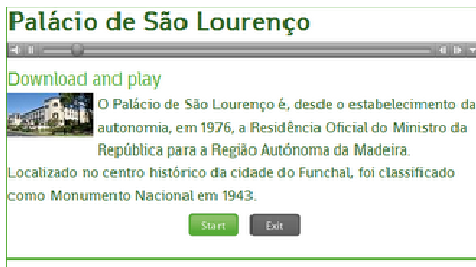 Palácio de São Lourenço
Download and play
O Palácio de São Lourenço é, desde o estabelecimento da
autonomia, em 1976, a Residência Oficial do Ministro da
República para a Região Autónoma da Madeira.
Localizado no centro histórico da cidade do Funchal, foi classificado
como Monumento Nacional em 1943.
Start Exit